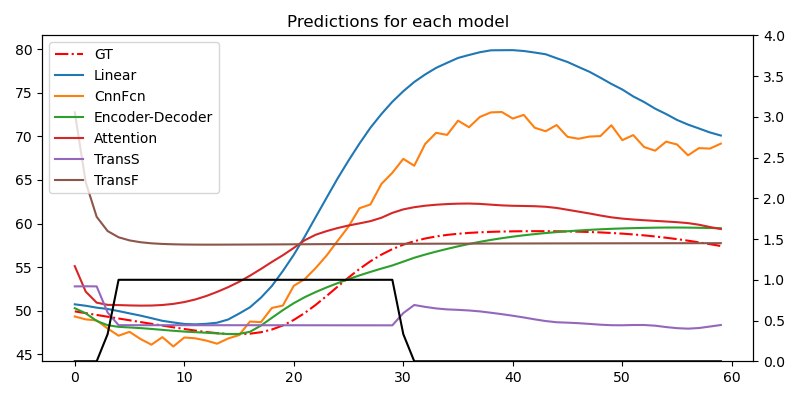 Predictions for each model
GT
Linear
CnnFcn
Encoder-Decoder
Attention
TransS
TransF
80
75
70
65
60
55
50
45
4.0
3.5
3.0
2.5
2.0
1.5
1.0
0.5
0.0
0 10 20 30 40 50 60